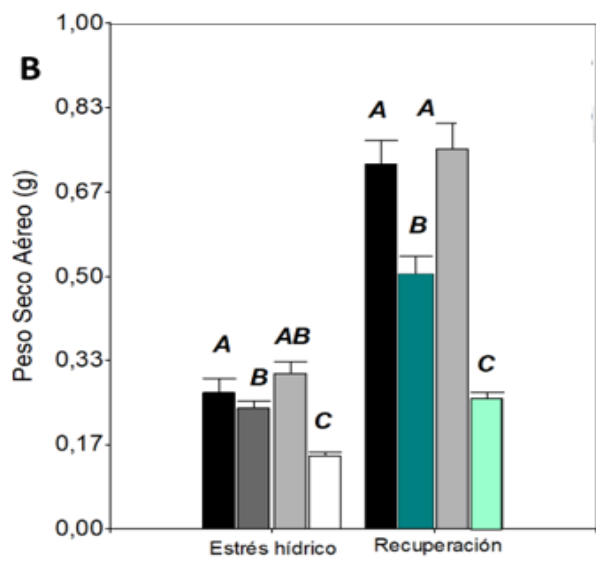 B
Peso Seco Aéreo (g)
1,00
0,83
0,67
0,50
0,33
0,17
0,00
A
B
AB
C
A
B
A
C
Estrés hídrico
Recuperación